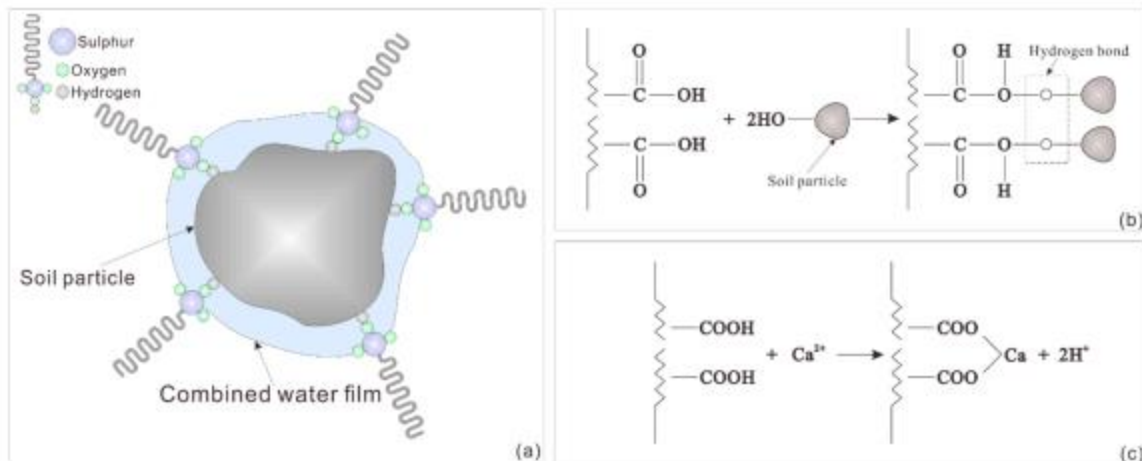 Sulphur
Oxygen
Hydrogen
Soil particle
Combined water film
(a)
O
C
OH
+ 2HO
C
OH
O
Soil particle
O
H
Hydrogen bond
C
O
C
O
O
H
(b)
COOH
+ Ca²⁺
COOH
COO
Ca + 2H⁺
COO
(c)